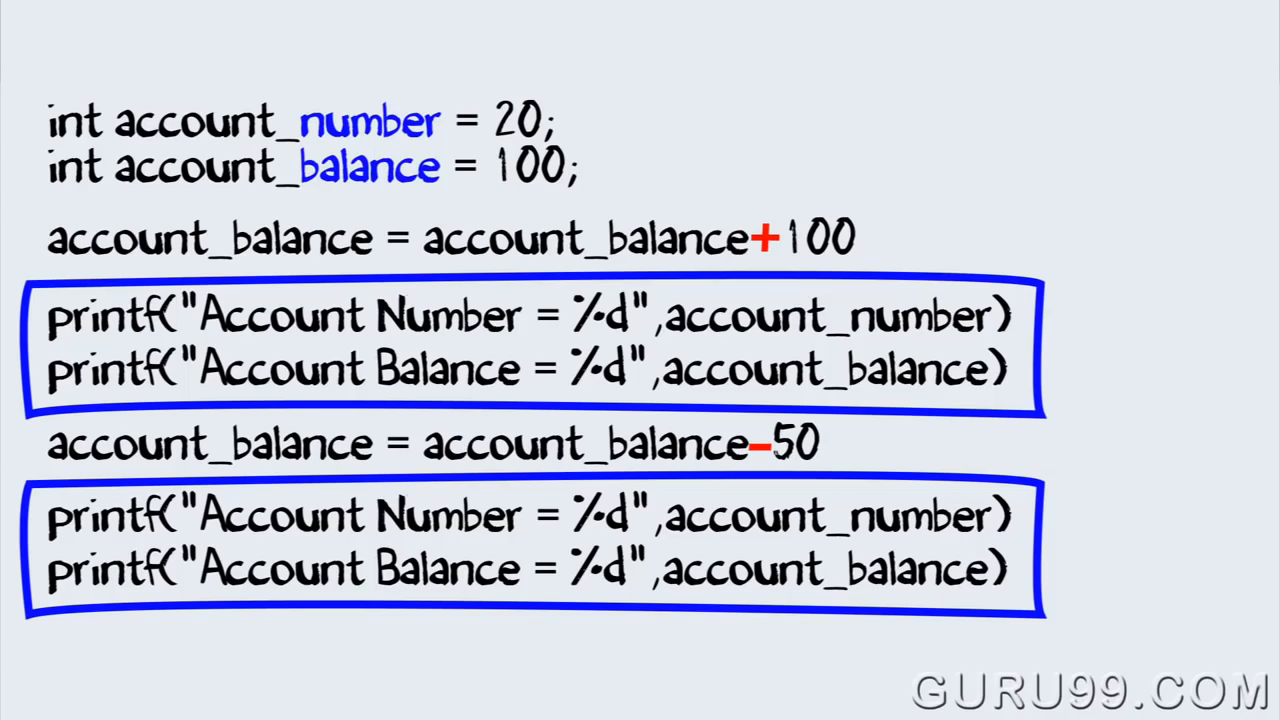 int account_number = 20;
int account_balance = 100;
account_balance = account_balance+100
printf("Account Number = %d",account_number)
printf("Account Balance = %d",account_balance)
account_balance = account_balance-50
printf("Account Number = %d",account_number)
printf("Account Balance = %d",account_balance)
GURU99.COM